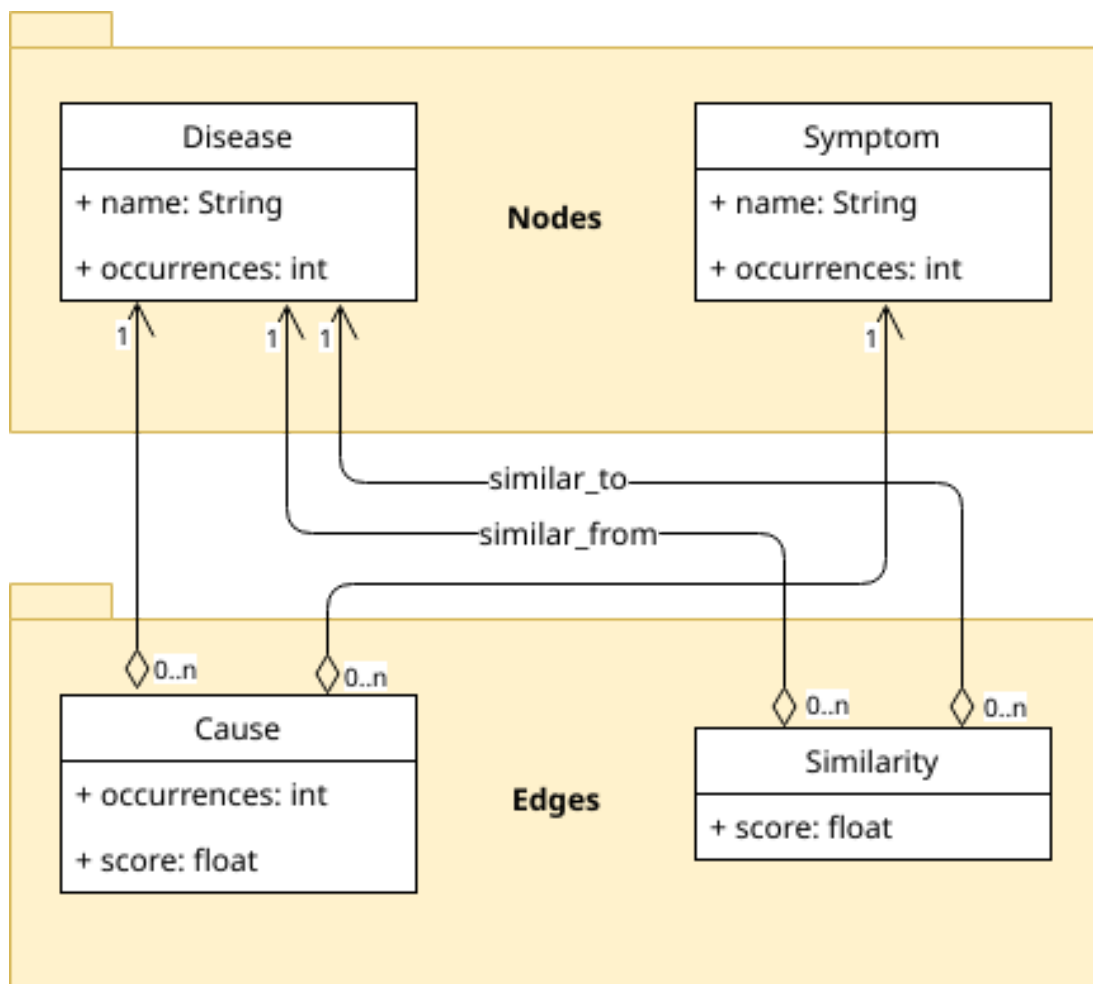 Disease
+ name: String
+ occurrences: int
Nodes
Symptom
+ name: String
+ occurrences: int
1
1
1
1
similar_to
similar_from
0..n
0..n
0..n
0..n
Cause
+ occurrences: int
+ score: float
Edges
Similarity
+ score: float